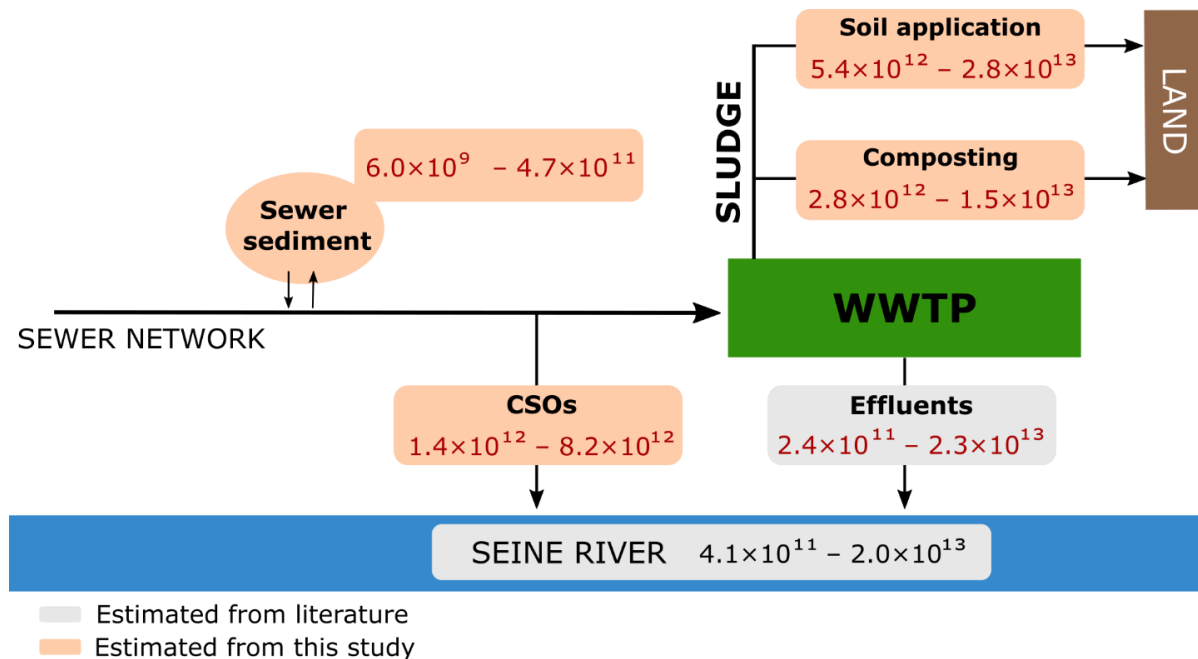 Soil application
5.4×10¹² – 2.8×10¹³
LAND
SLUDGE
Composting
2.8×10¹² – 1.5×10¹³
6.0×10⁹ – 4.7×10¹¹
Sewer
sediment
WWTP
SEWER NETWORK
CSOs
1.4×10¹² – 8.2×10¹²
Effluents
2.4×10¹¹ – 2.3×10¹³
SEINE RIVER 4.1×10¹¹ – 2.0×10¹³
Estimated from literature
Estimated from this study